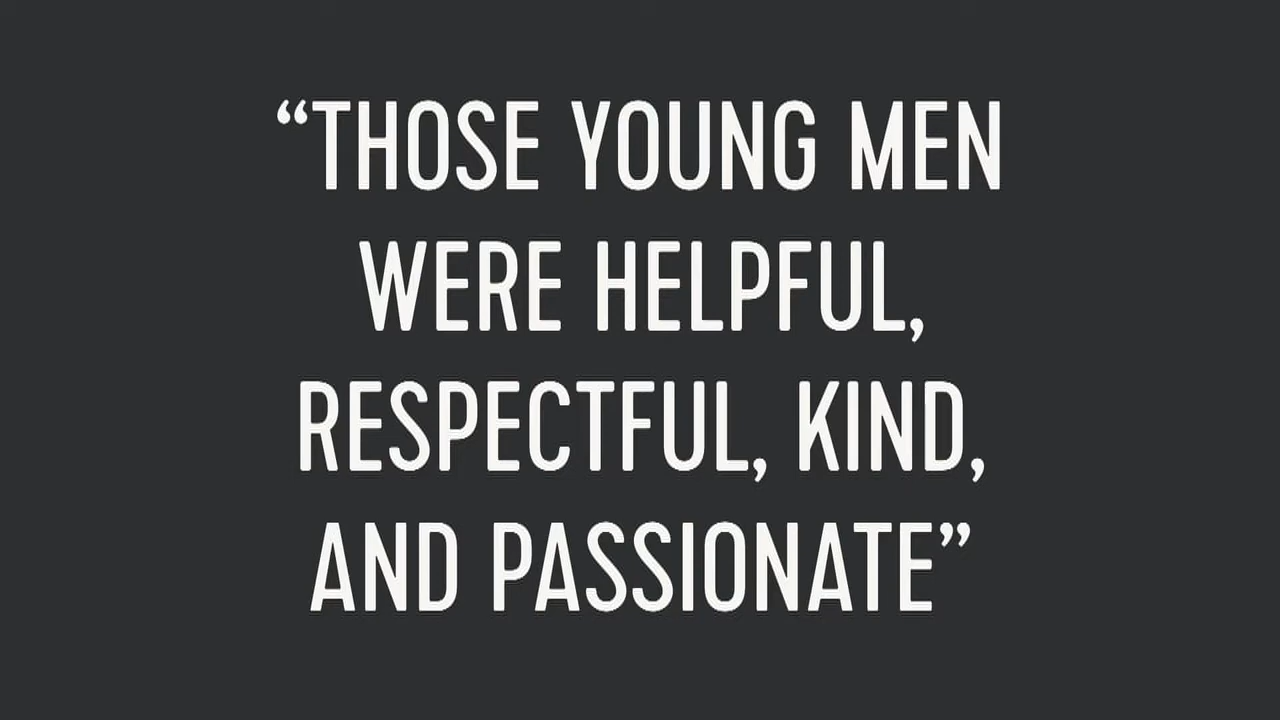 “THOSE YOUNG MEN
WERE HELPFUL,
RESPECTFUL, KIND,
AND PASSIONATE”